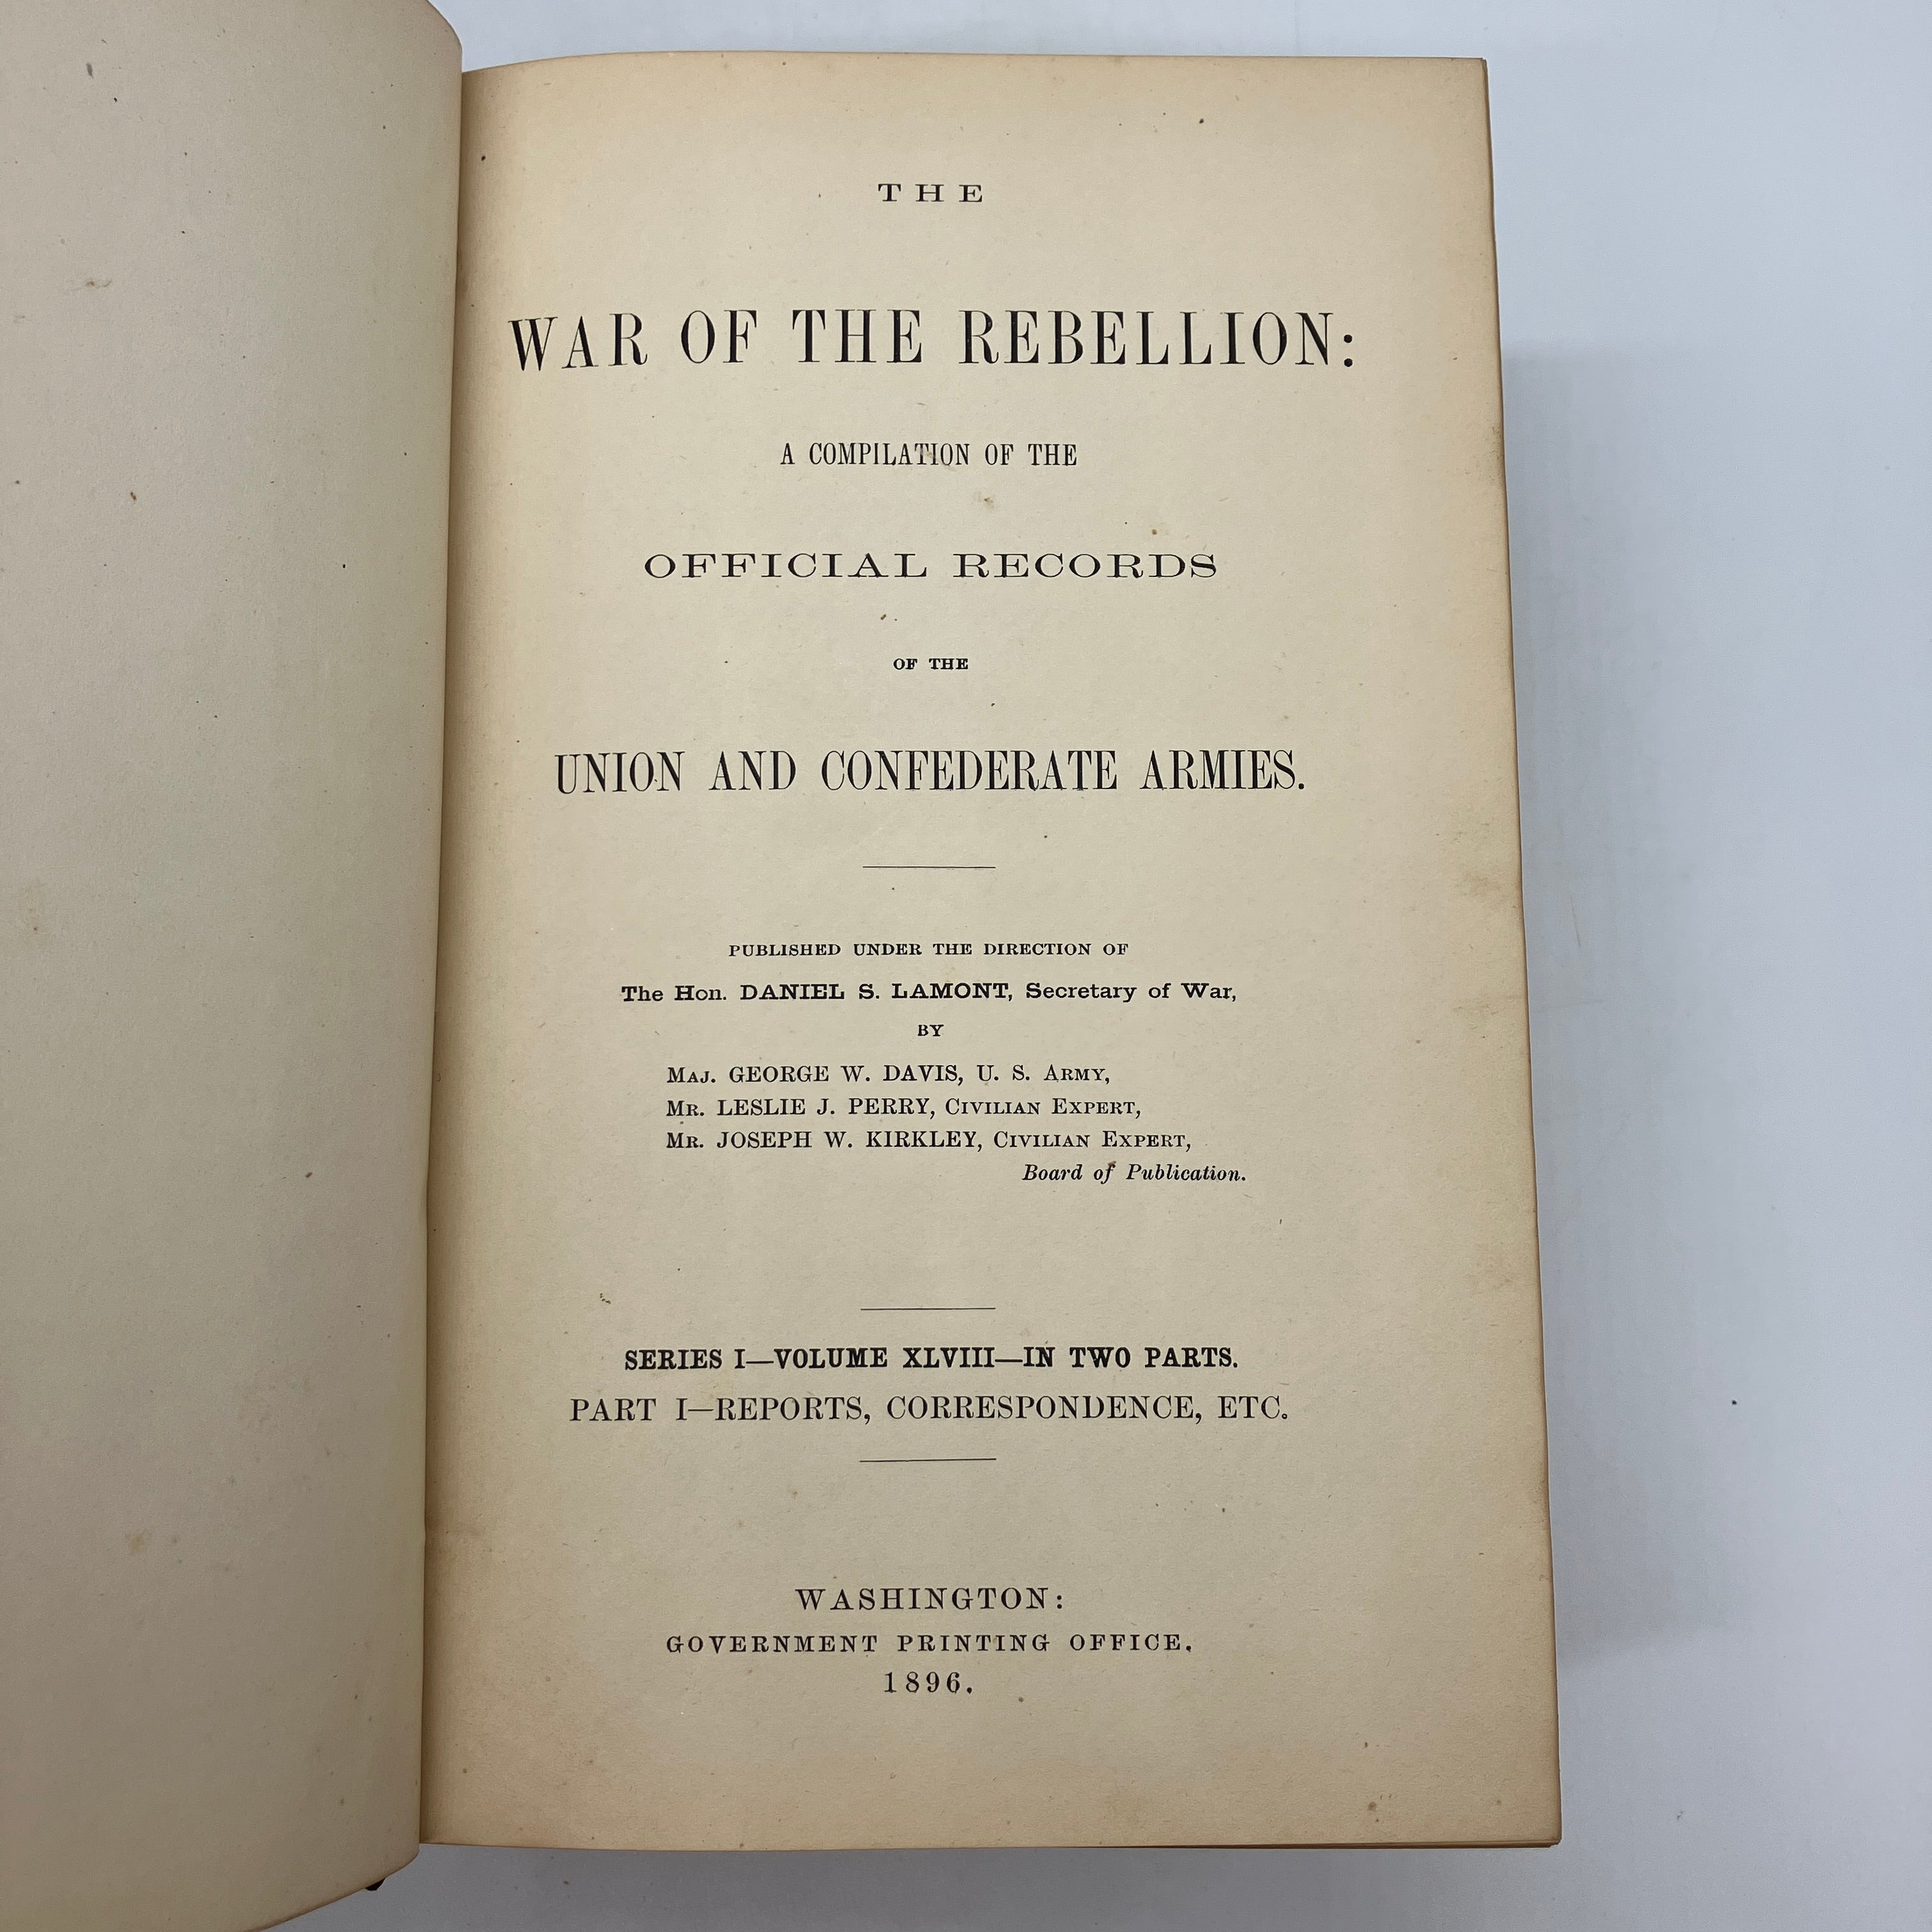 THE
WAR OF THE REBELLION:
A COMPILATION OF THE
OFFICIAL RECORDS
OF THE
UNION AND CONFEDERATE ARMIES.
PUBLISHED UNDER THE DIRECTION OF
The Hon. DANIEL S. LAMONT, Secretary of War,
BY
MAJ. GEORGE W. DAVIS, U. S. ARMY,
MR. LESLIE J. PERRY, CIVILIAN EXPERT,
MR. JOSEPH W. KIRKLEY, CIVILIAN EXPERT,
Board of Publication.
SERIES I—VOLUME XLVIII—IN TWO PARTS.
PART I—REPORTS, CORRESPONDENCE, ETC.
WASHINGTON:
GOVERNMENT PRINTING OFFICE.
1896.